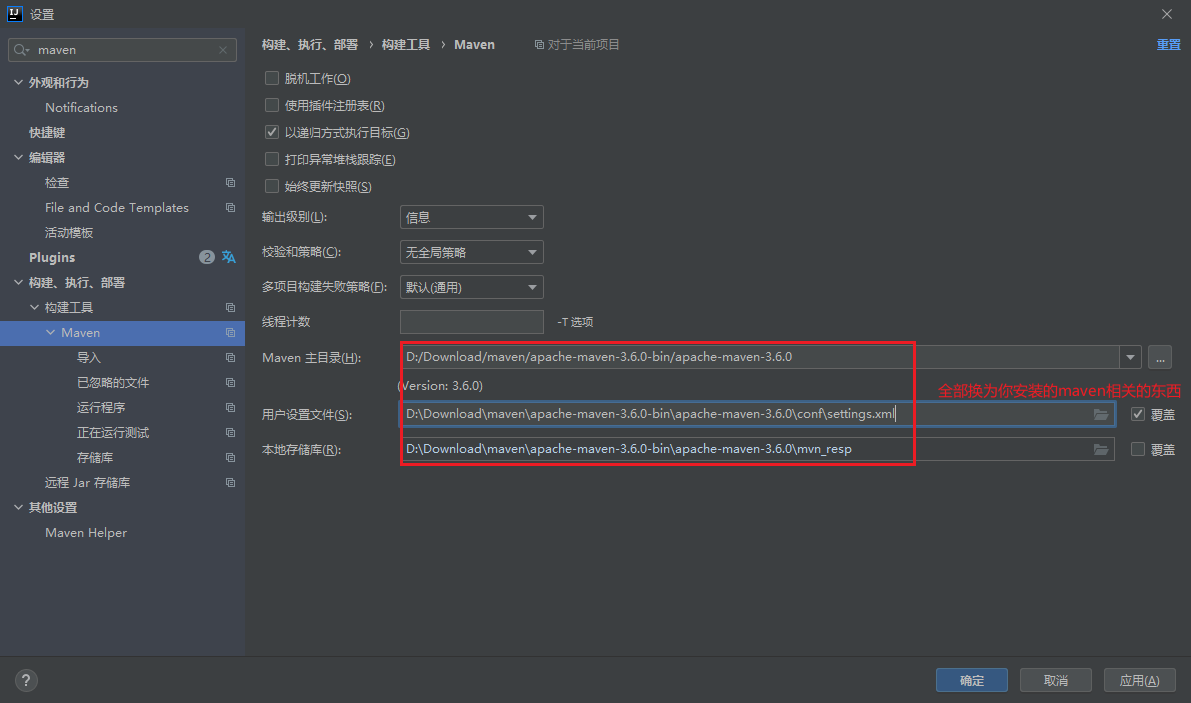 设置
maven
外观和行为
Notifications
快捷键
编辑器
检查
File and Code Templates
活动模板
Plugins 2
构建、执行、部署
构建工具
Maven
导入
已忽略的文件
运行程序
正在运行测试
存储库
远程 Jar 存储库
其他设置
Maven Helper
构建、执行、部署 › 构建工具 › Maven 对于当前项目 重置
脱机工作(O)
使用插件注册表(R)
以递归方式执行目标(G)
打印异常堆栈跟踪(E)
始终更新快照(S)
输出级别(L): 信息
校验和策略(C): 无全局策略
多项目构建失败策略(F): 默认(通用)
线程计数 -T 选项
Maven 主目录(H): D:/Download/maven/apache-maven-3.6.0-bin/apache-maven-3.6.0 ...
(Version: 3.6.0)
全部换为你安装的maven相关的东西
用户设置文件(S): D:\Download\maven\apache-maven-3.6.0-bin\apache-maven-3.6.0\conf\settings.xml 覆盖
本地存储库(R): D:\Download\maven\apache-maven-3.6.0-bin\apache-maven-3.6.0\mvn_resp 覆盖
? 确定 取消 应用(A)